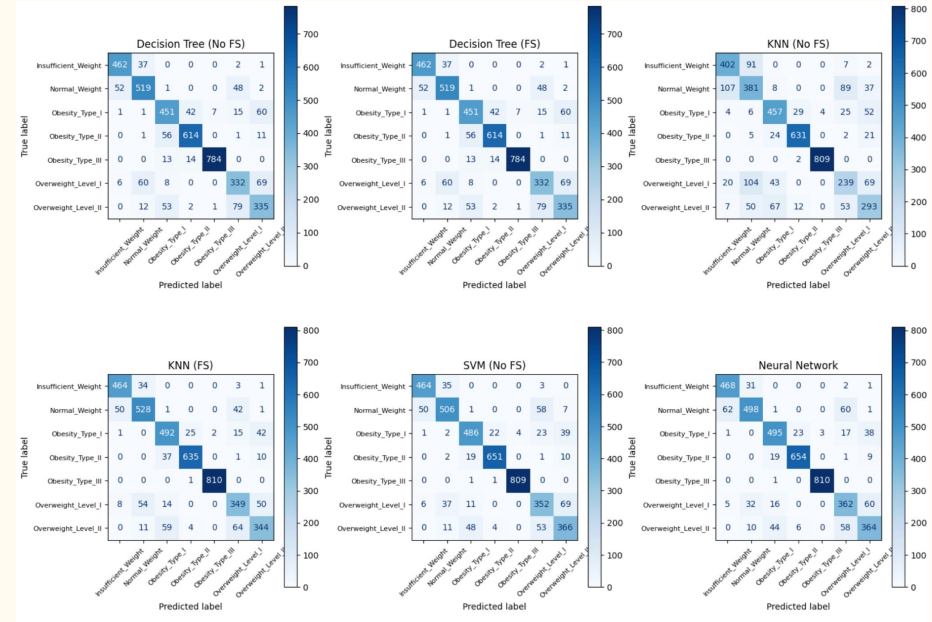 Decision Tree (No FS)
True label
Insufficient_Weight 462 37 0 0 0 2 1
Normal_Weight 52 519 1 0 0 48 2
Obesity_Type_I 1 1 451 42 7 15 60
Obesity_Type_II 0 1 56 614 0 1 11
Obesity_Type_III 0 0 13 14 784 0 0
Overweight_Level_I 6 60 8 0 0 332 69
Overweight_Level_II 0 12 53 2 1 79 335
Insufficient_Weight Normal_Weight Obesity_Type_I Obesity_Type_II Obesity_Type_III Overweight_Level_I Overweight_Level_II
Predicted label
700
600
500
400
300
200
100
0
Decision Tree (FS)
True label
Insufficient_Weight 462 37 0 0 0 2 1
Normal_Weight 52 519 1 0 0 48 2
Obesity_Type_I 1 1 451 42 7 15 60
Obesity_Type_II 0 1 56 614 0 1 11
Obesity_Type_III 0 0 13 14 784 0 0
Overweight_Level_I 6 60 8 0 0 332 69
Overweight_Level_II 0 12 53 2 1 79 335
Insufficient_Weight Normal_Weight Obesity_Type_I Obesity_Type_II Obesity_Type_III Overweight_Level_I Overweight_Level_II
Predicted label
700
600
500
400
300
200
100
0
KNN (No FS)
True label
Insufficient_Weight 402 91 0 0 0 7 2
Normal_Weight 107 381 8 0 0 89 37
Obesity_Type_I 4 6 457 29 4 25 52
Obesity_Type_II 0 5 24 631 0 2 21
Obesity_Type_III 0 0 0 2 809 0 0
Overweight_Level_I 20 104 43 0 0 239 69
Overweight_Level_II 7 50 67 12 0 53 293
Insufficient_Weight Normal_Weight Obesity_Type_I Obesity_Type_II Obesity_Type_III Overweight_Level_I Overweight_Level_II
Predicted label
800
700
600
500
400
300
200
100
0
KNN (FS)
True label
Insufficient_Weight 464 34 0 0 0 3 1
Normal_Weight 50 528 1 0 0 42 1
Obesity_Type_I 1 0 492 25 2 15 42
Obesity_Type_II 0 0 37 635 0 1 10
Obesity_Type_III 0 0 0 1 810 0 0
Overweight_Level_I 8 54 14 0 0 349 50
Overweight_Level_II 0 11 59 4 0 64 344
Insufficient_Weight Normal_Weight Obesity_Type_I Obesity_Type_II Obesity_Type_III Overweight_Level_I Overweight_Level_II
Predicted label
800
700
600
500
400
300
200
100
0
SVM (No FS)
True label
Insufficient_Weight 464 35 0 0 0 3 0
Normal_Weight 50 506 1 0 0 58 7
Obesity_Type_I 1 2 486 22 4 23 39
Obesity_Type_II 0 2 19 651 0 1 10
Obesity_Type_III 0 0 1 1 809 0 0
Overweight_Level_I 6 37 11 0 0 352 69
Overweight_Level_II 0 11 48 4 0 53 366
Insufficient_Weight Normal_Weight Obesity_Type_I Obesity_Type_II Obesity_Type_III Overweight_Level_I Overweight_Level_II
Predicted label
800
700
600
500
400
300
200
100
0
Neural Network
True label
Insufficient_Weight 468 31 0 0 0 2 1
Normal_Weight 62 498 1 0 0 60 1
Obesity_Type_I 1 0 495 23 3 17 38
Obesity_Type_II 0 0 19 654 0 1 9
Obesity_Type_III 0 0 0 1 810 0 0
Overweight_Level_I 5 32 16 0 0 362 60
Overweight_Level_II 0 10 44 6 0 58 364
Insufficient_Weight Normal_Weight Obesity_Type_I Obesity_Type_II Obesity_Type_III Overweight_Level_I Overweight_Level_II
Predicted label
800
700
600
500
400
300
200
100
0